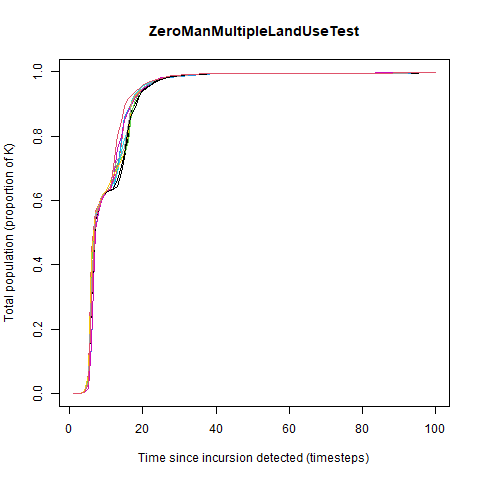 ZeroManMultipleLandUseTest
Total population (proportion of K)
1.0
0.8
0.6
0.4
0.2
0.0
0 20 40 60 80 100
Time since incursion detected (timesteps)